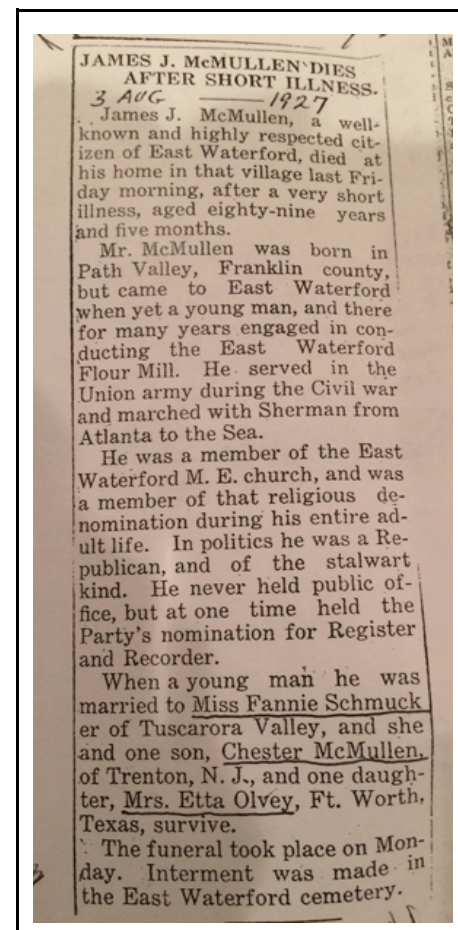 JAMES J. McMULLEN DIES
AFTER SHORT ILLNESS.
3 AUG 1927
James J. McMullen, a well-
known and highly respected cit-
izen of East Waterford, died at
his home in that village last Fri-
day morning, after a very short
illness, aged eighty-nine years
and five months.
Mr. McMullen was born in
Path Valley, Franklin county,
but came to East Waterford
when yet a young man, and there
for many years engaged in con-
ducting the East Waterford
Flour Mill. He served in the
Union army during the Civil war
and marched with Sherman from
Atlanta to the Sea.
He was a member of the East
Waterford M. E. church, and was
a member of that religious de-
nomination during his entire ad-
ult life. In politics he was a Re-
publican, and of the stalwart
kind. He never held public of-
fice, but at one time held the
Party's nomination for Register
and Recorder.
When a young man he was
married to Miss Fannie Schmuck
er of Tuscarora Valley, and she
and one son, Chester McMullen,
of Trenton, N. J., and one daugh-
ter, Mrs. Etta Olvey, Ft. Worth,
Texas, survive.
The funeral took place on Mon-
day. Interment was made in
the East Waterford cemetery.